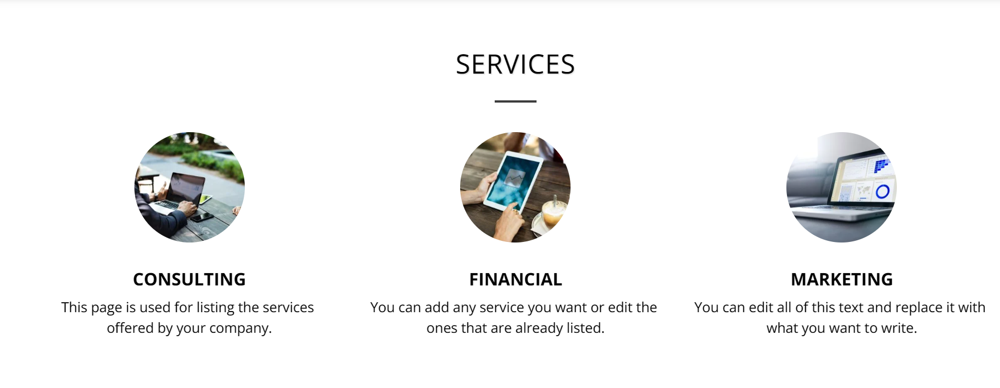 SERVICES
CONSULTING
This page is used for listing the services
offered by your company.
FINANCIAL
You can add any service you want or edit the
ones that are already listed.
MARKETING
You can edit all of this text and replace it with
what you want to write.